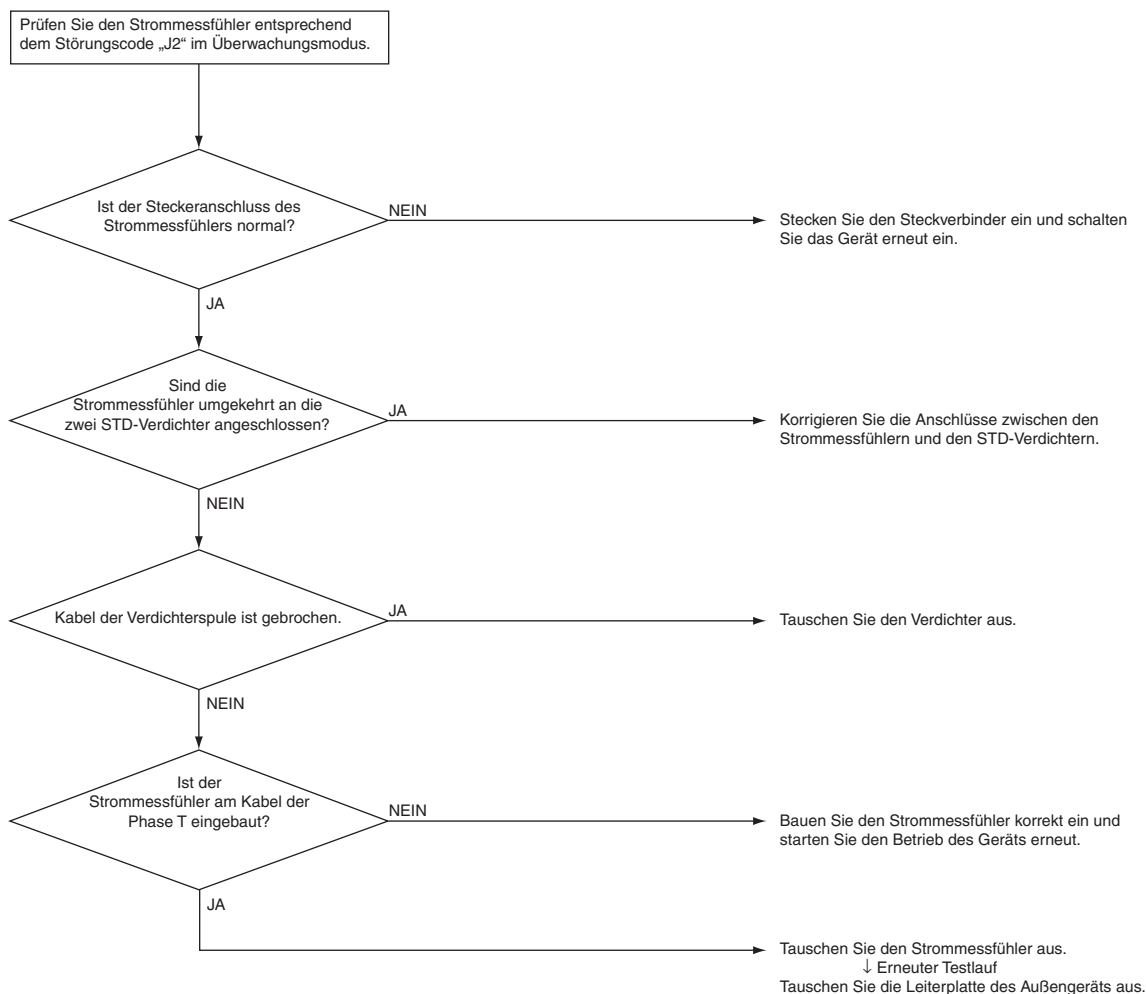 Prüfen Sie den Strommessfühler entsprechend
dem Störungscode „J2“ im Überwachungsmodus.
Ist der Steckeranschluss des
Strommessfühlers normal?
NEIN
Stecken Sie den Steckverbinder ein und schalten
Sie das Gerät erneut ein.
JA
Sind die
Strommessfühler umgekehrt an die
zwei STD-Verdichter angeschlossen?
JA
Korrigieren Sie die Anschlüsse zwischen den
Strommessfühlern und den STD-Verdichtern.
NEIN
Kabel der Verdichterspule ist gebrochen.
JA
Tauschen Sie den Verdichter aus.
NEIN
Ist der
Strommessfühler am Kabel der
Phase T eingebaut?
NEIN
Bauen Sie den Strommessfühler korrekt ein und
starten Sie den Betrieb des Geräts erneut.
JA
Tauschen Sie den Strommessfühler aus.
↓ Erneuter Testlauf
Tauschen Sie die Leiterplatte des Außengeräts aus.